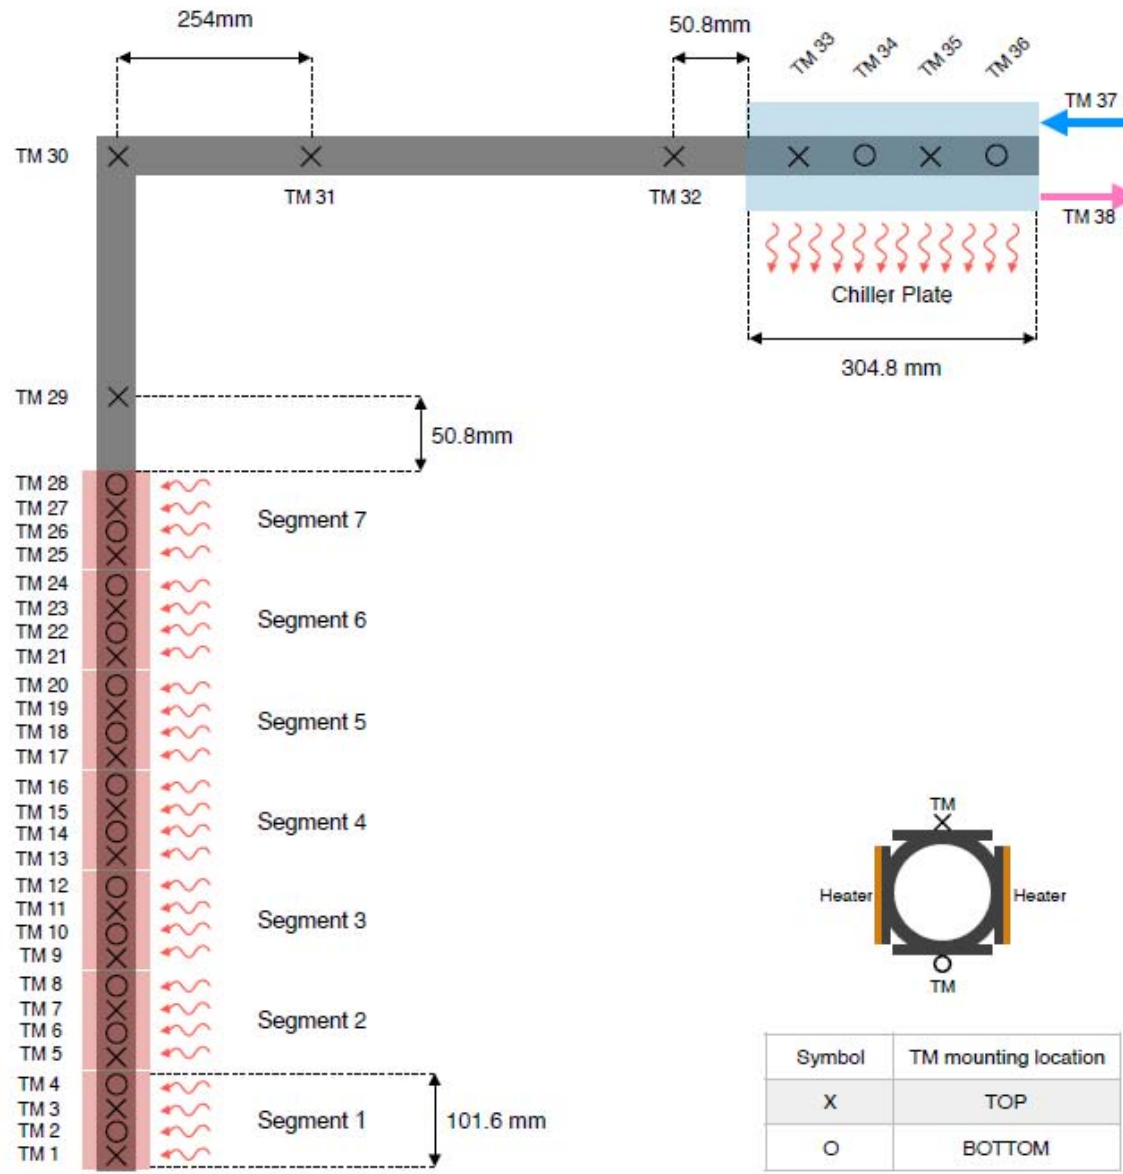 254mm
50.8mm
TM 33
TM 34
TM 35
TM 36
TM 37
TM 30
TM 31
TM 32
TM 38
Chiller Plate
304.8 mm
TM 29
50.8mm
TM 28
TM 27
TM 26
TM 25
Segment 7
TM 24
TM 23
TM 22
TM 21
Segment 6
TM 20
TM 19
TM 18
TM 17
Segment 5
TM 16
TM 15
TM 14
TM 13
Segment 4
TM 12
TM 11
TM 10
TM 9
Segment 3
TM 8
TM 7
TM 6
TM 5
Segment 2
TM 4
TM 3
TM 2
TM 1
Segment 1
101.6 mm
TM
Heater
Heater
TM
Symbol TM mounting location
X TOP
O BOTTOM